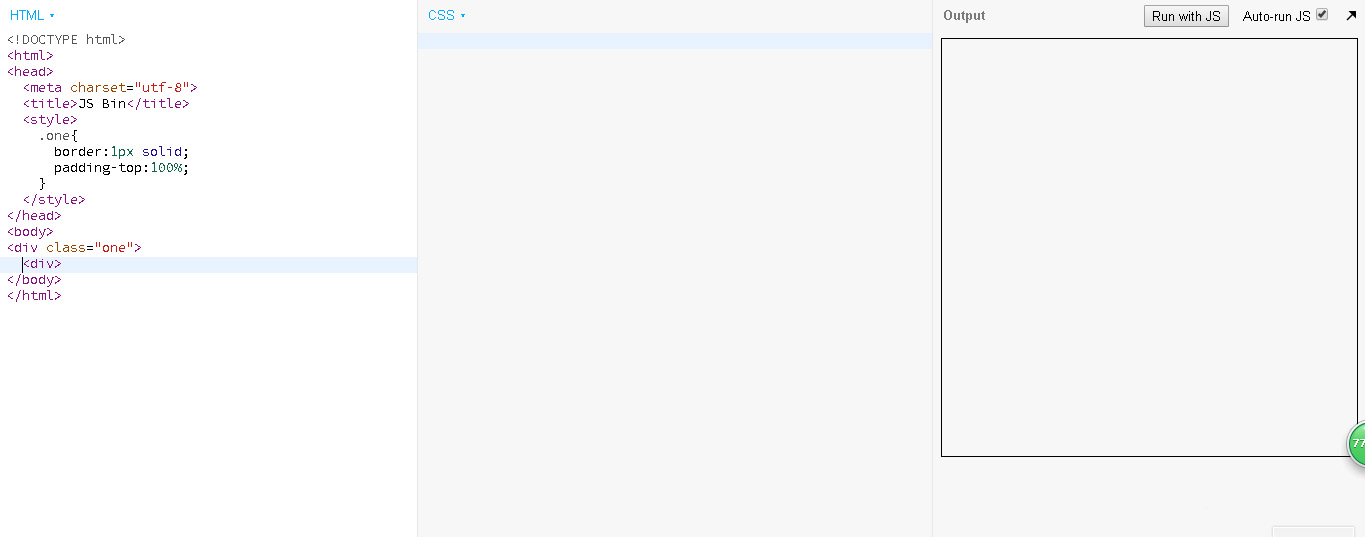 HTML
<!DOCTYPE html>
<html>
<head>
  <meta charset="utf-8">
  <title>JS Bin</title>
  <style>
    .one{
      border:1px solid;
      padding-top:100%;
    }
  </style>
</head>
<body>
<div class="one">
  <div>
</body>
</html>
CSS
Output
Run with JS
Auto-run JS
77